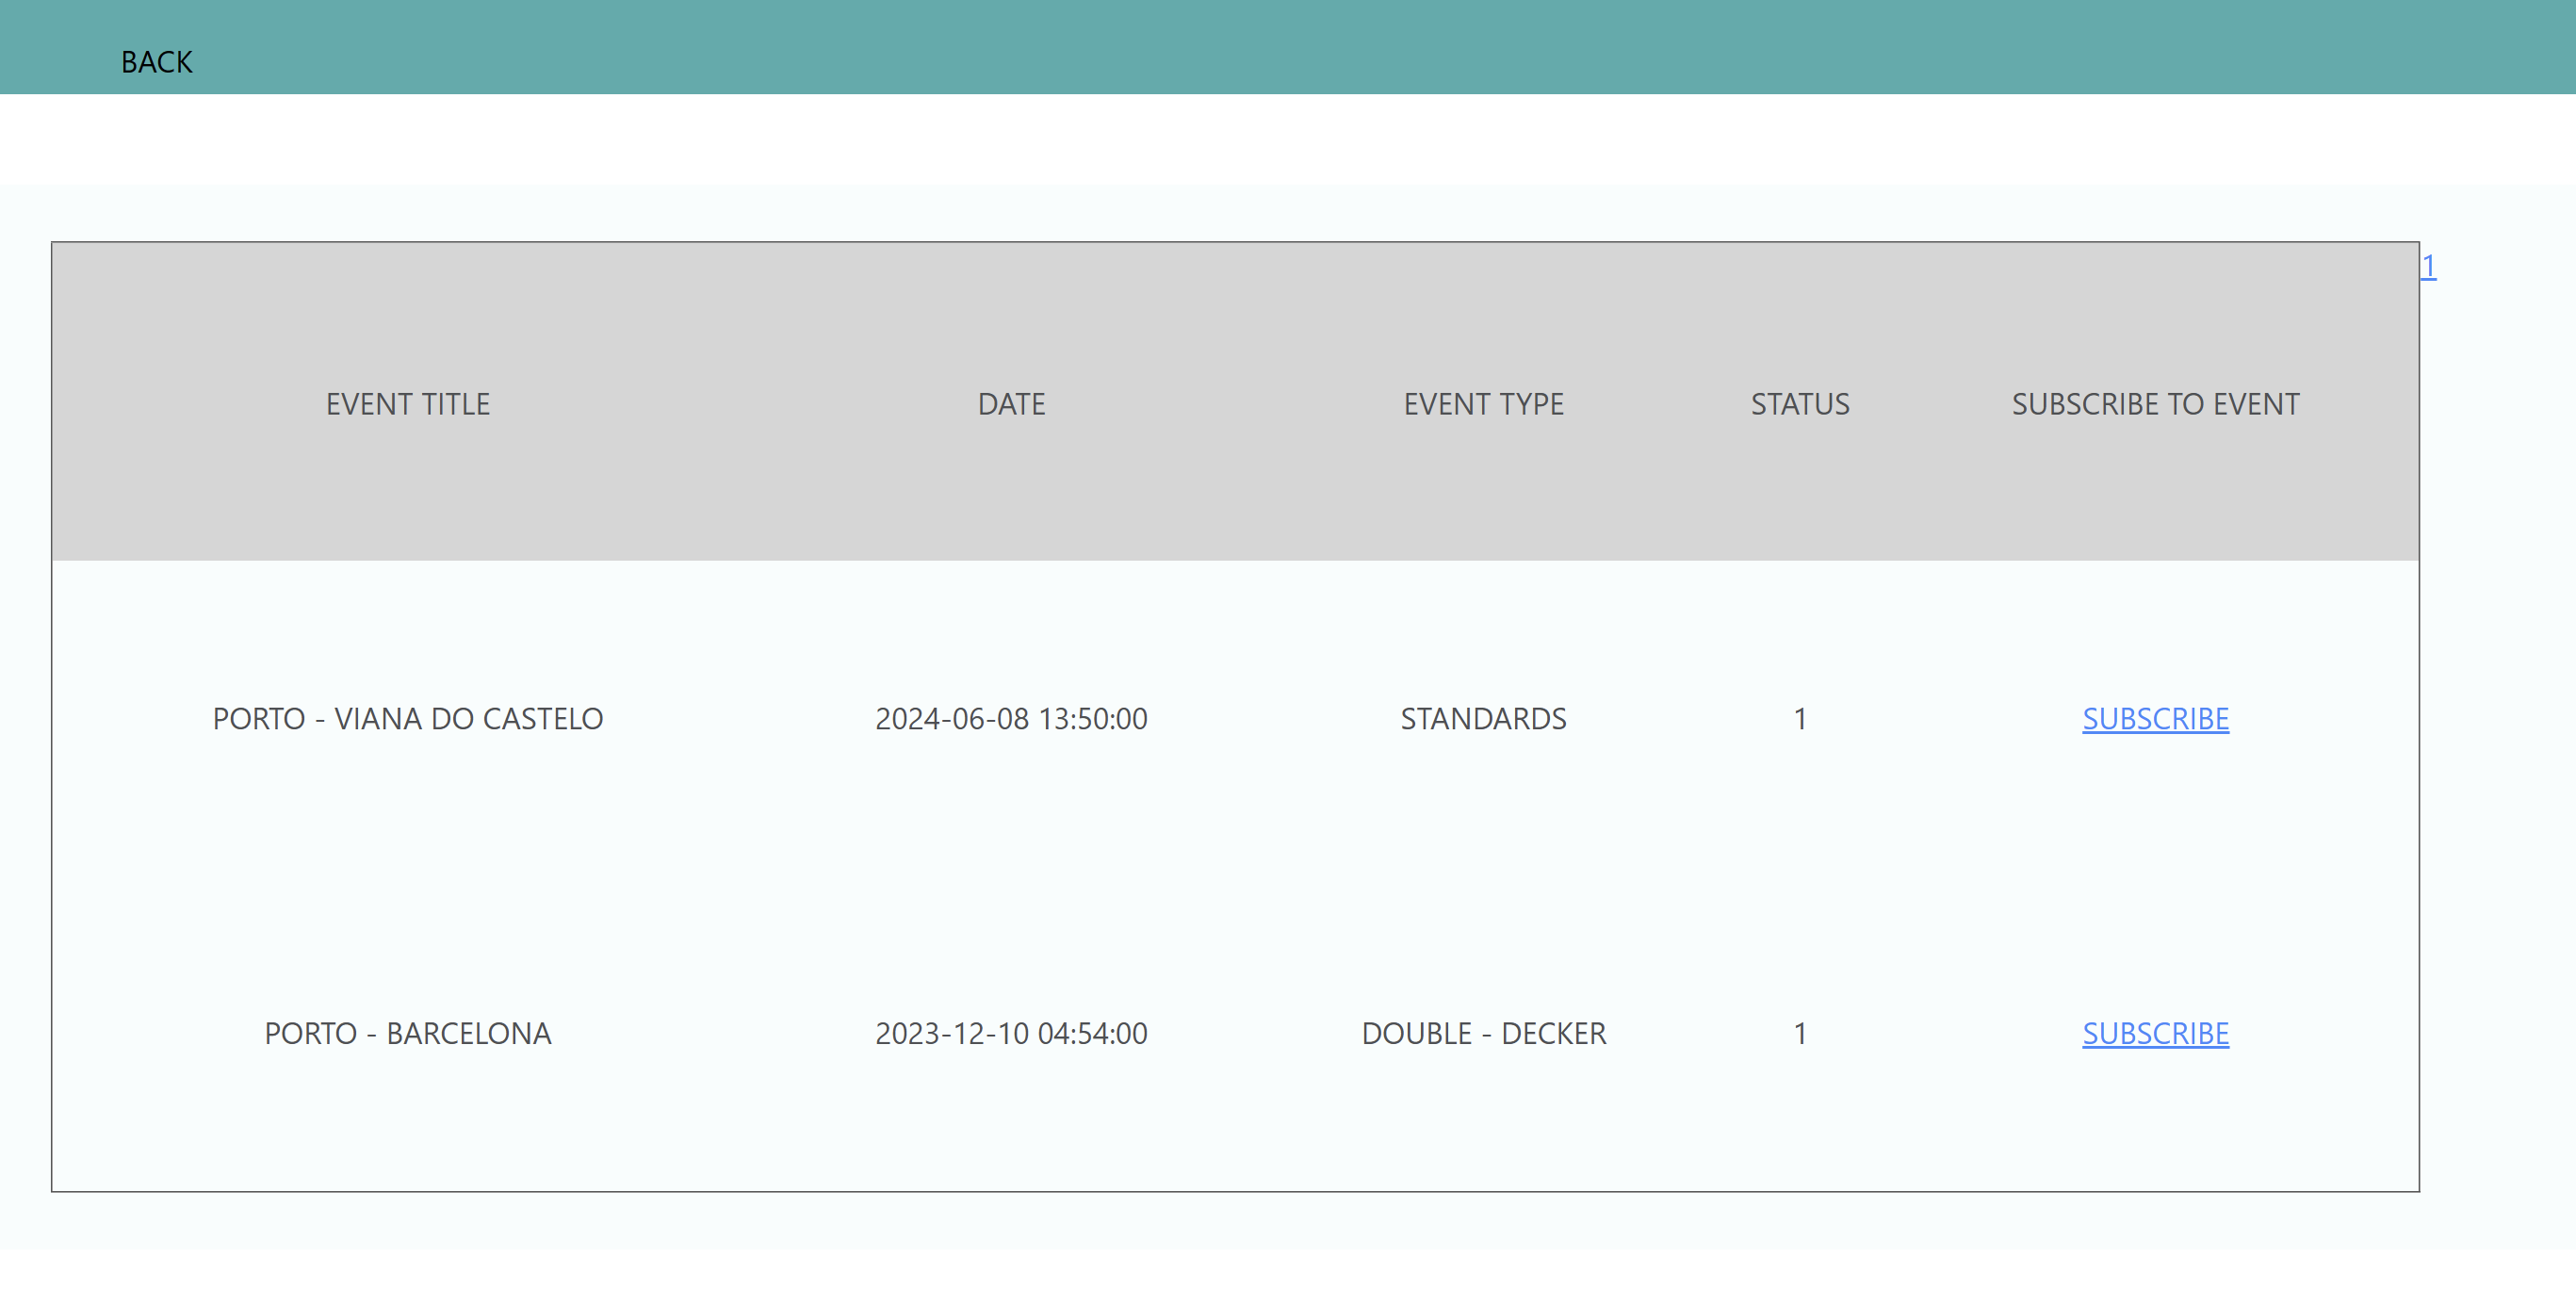 BACK
1
EVENT TITLE DATE EVENT TYPE STATUS SUBSCRIBE TO EVENT
PORTO - VIANA DO CASTELO 2024-06-08 13:50:00 STANDARDS 1 SUBSCRIBE
PORTO - BARCELONA 2023-12-10 04:54:00 DOUBLE - DECKER 1 SUBSCRIBE